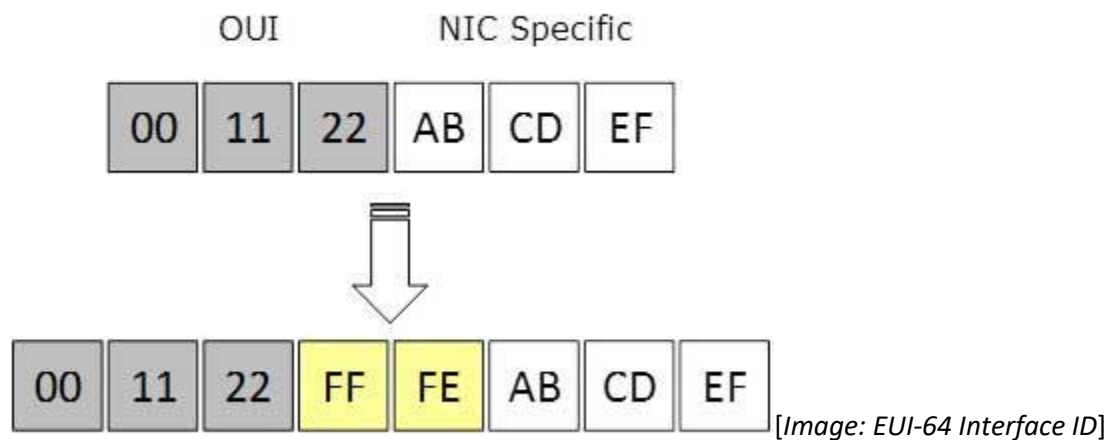 OUI NIC Specific
00 11 22 AB CD EF
00 11 22 FF FE AB CD EF
[Image: EUI-64 Interface ID]